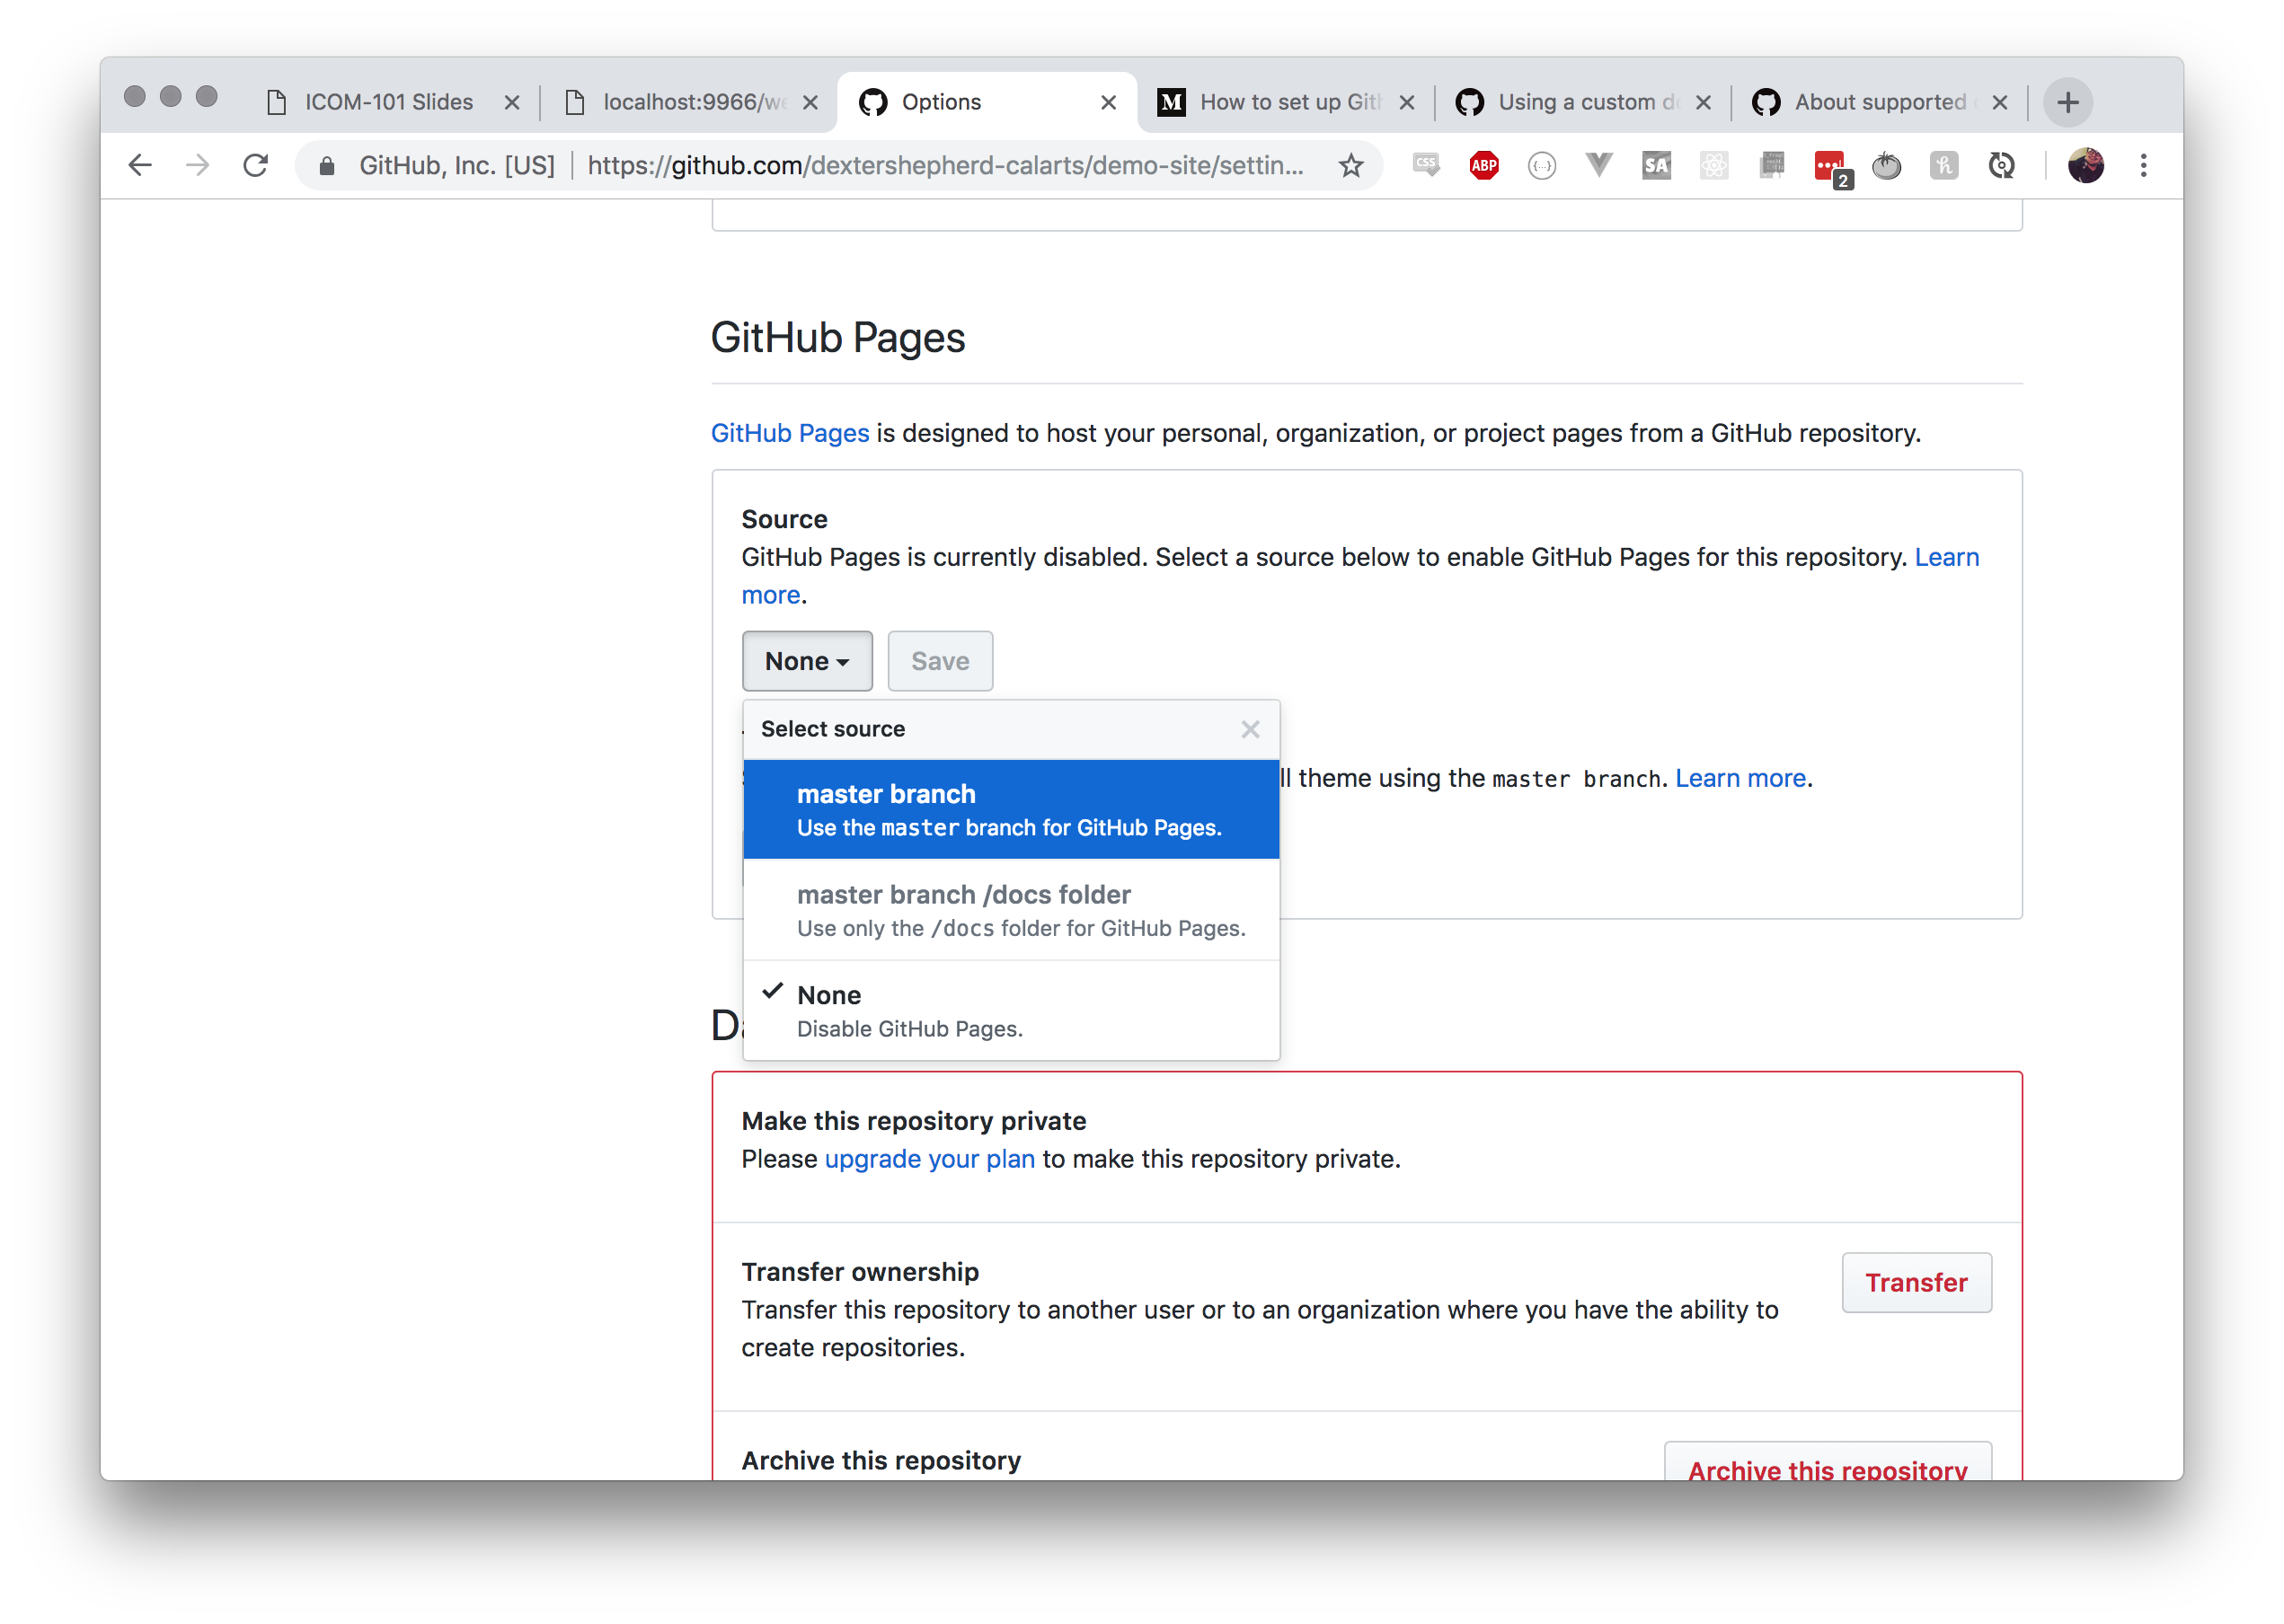 ICOM-101 Slides
localhost:9966/we
Options
How to set up Git
Using a custom d
About supported
GitHub, Inc. [US]
https://github.com/dextershepherd-calarts/demo-site/settin...
CSS
ABP
{...}
SA
2
h
GitHub Pages
GitHub Pages is designed to host your personal, organization, or project pages from a GitHub repository.
Source
GitHub Pages is currently disabled. Select a source below to enable GitHub Pages for this repository. Learn
more.
None
Save
Select source
master branch
ll theme using the master branch. Learn more.
Use the master branch for GitHub Pages.
master branch /docs folder
Use only the /docs folder for GitHub Pages.
None
Disable GitHub Pages.
Make this repository private
Please upgrade your plan to make this repository private.
Transfer ownership
Transfer
Transfer this repository to another user or to an organization where you have the ability to
create repositories.
Archive this repository
Archive this repository